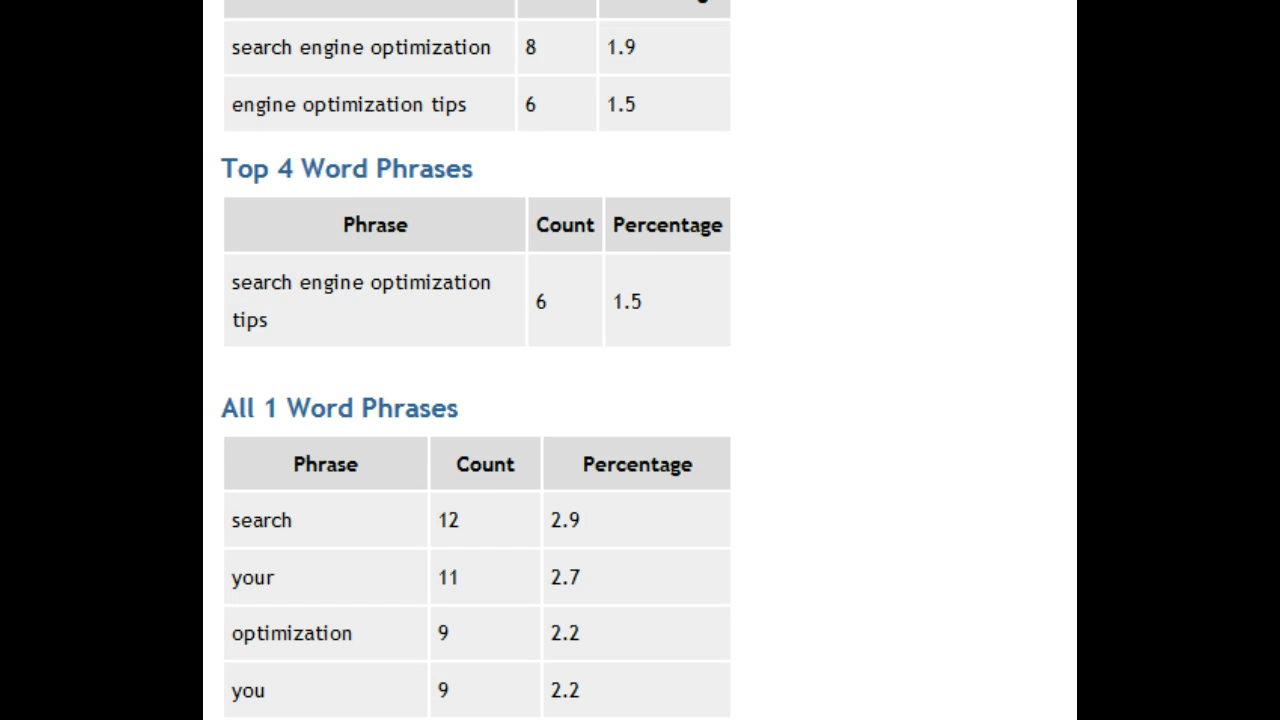 search engine optimization 8 1.9
engine optimization tips 6 1.5
Top 4 Word Phrases
Phrase Count Percentage
search engine optimization
tips 6 1.5
All 1 Word Phrases
Phrase Count Percentage
search 12 2.9
your 11 2.7
optimization 9 2.2
you 9 2.2